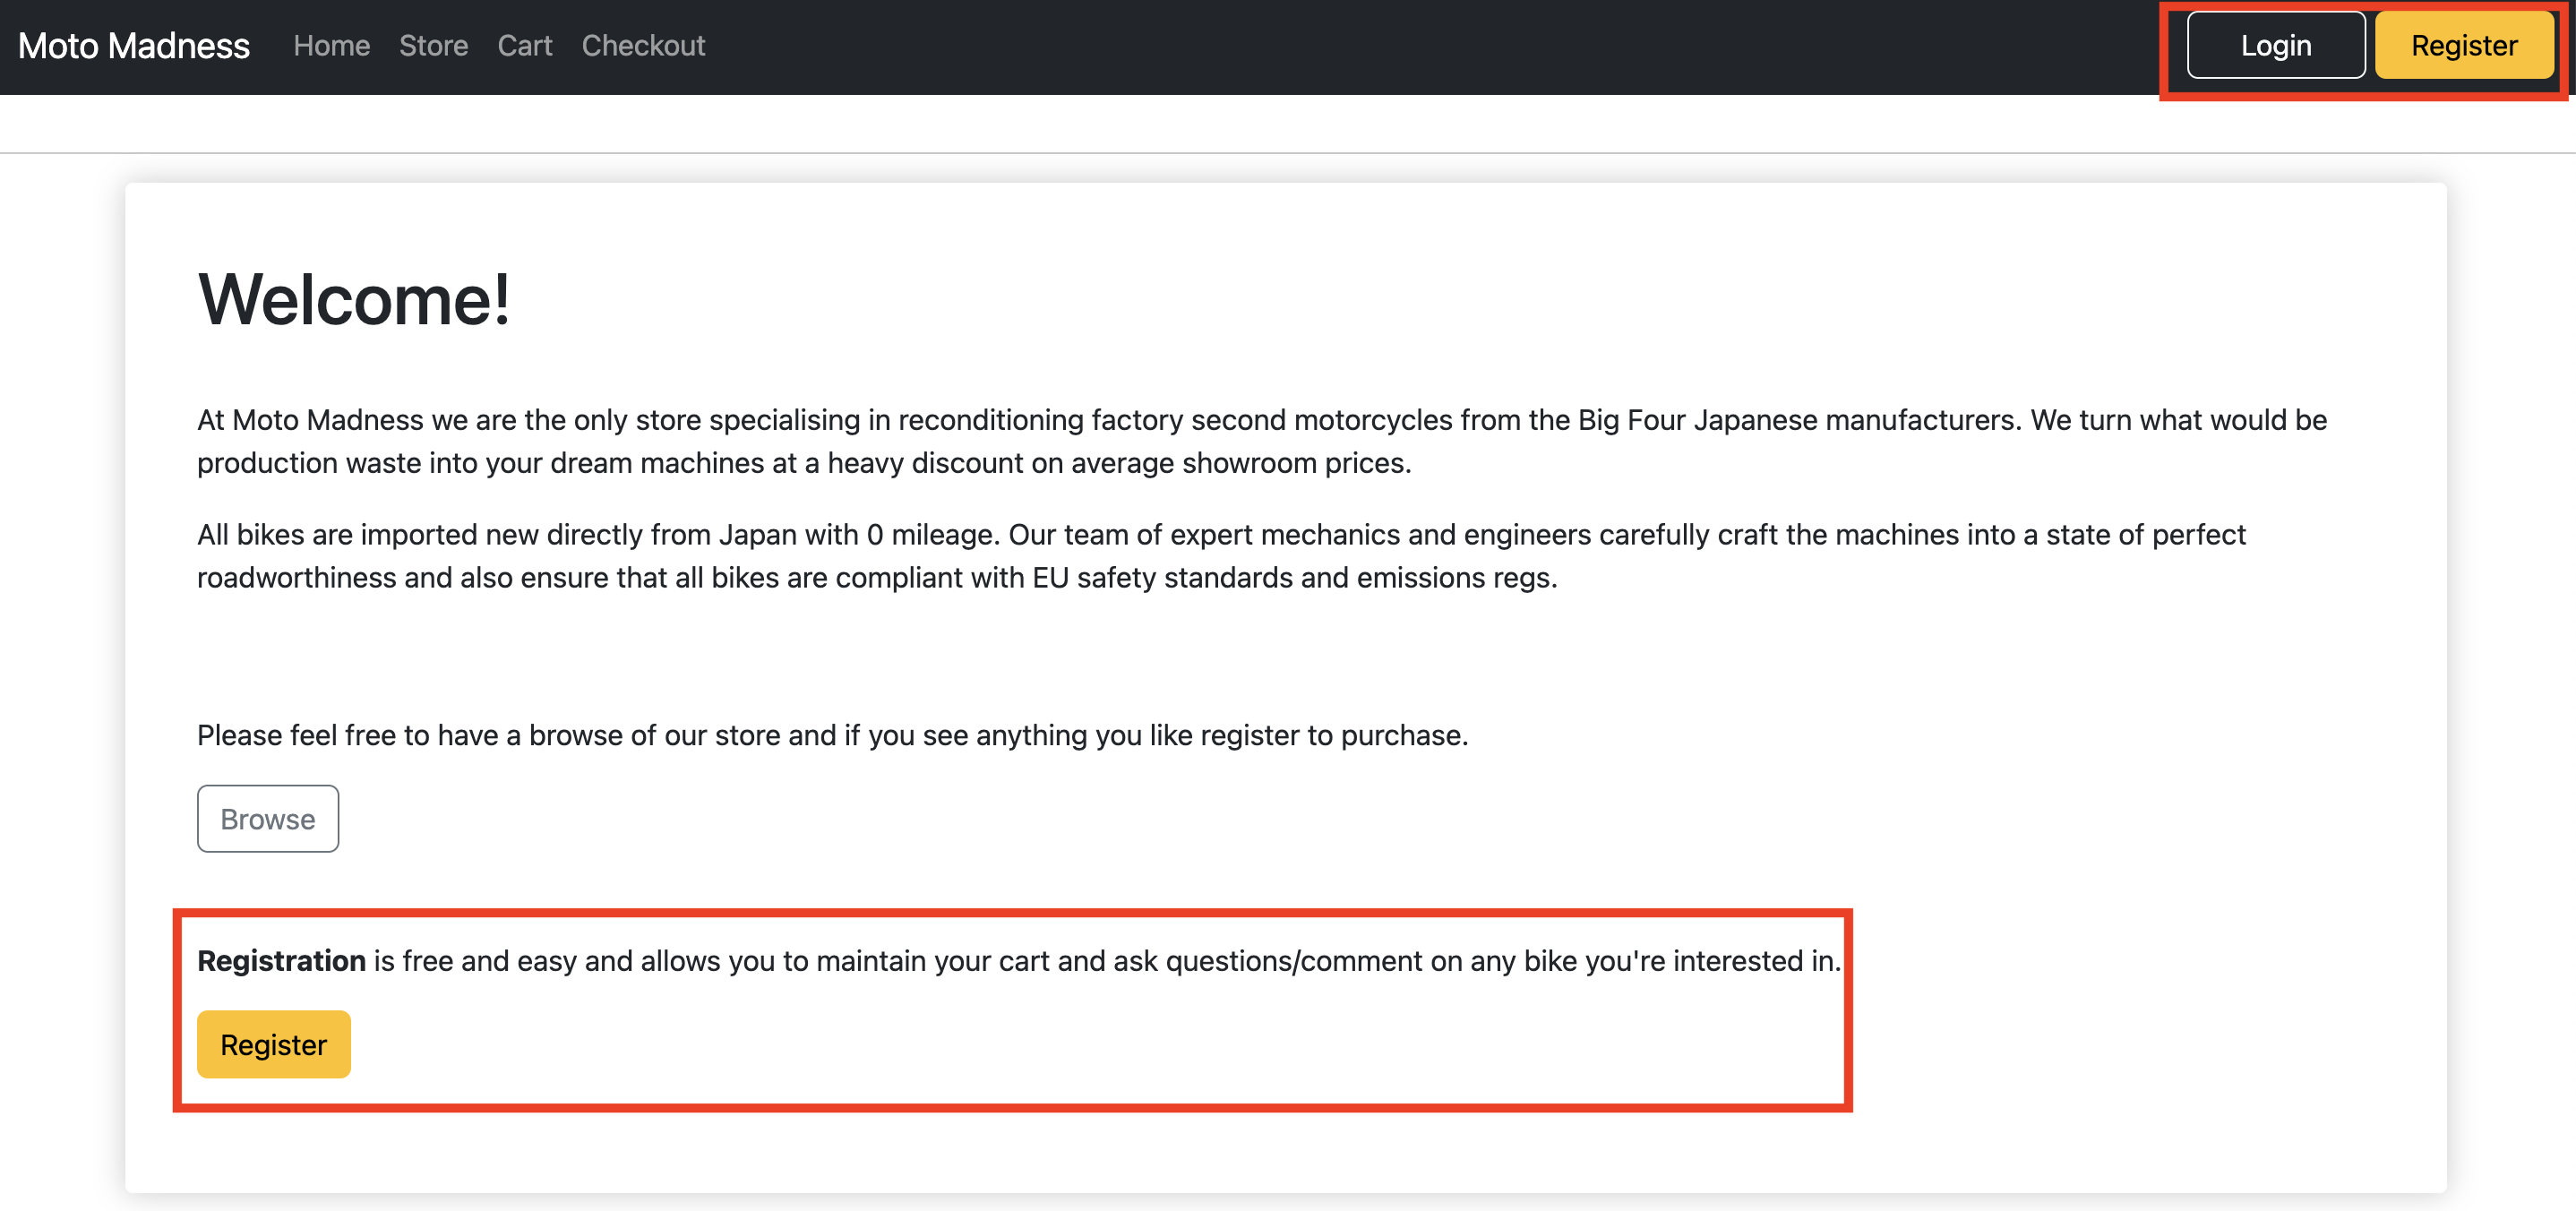 Moto Madness Home Store Cart Checkout Login Register
Welcome!
At Moto Madness we are the only store specialising in reconditioning factory second motorcycles from the Big Four Japanese manufacturers. We turn what would be
production waste into your dream machines at a heavy discount on average showroom prices.
All bikes are imported new directly from Japan with 0 mileage. Our team of expert mechanics and engineers carefully craft the machines into a state of perfect
roadworthiness and also ensure that all bikes are compliant with EU safety standards and emissions regs.
Please feel free to have a browse of our store and if you see anything you like register to purchase.
Browse
Registration is free and easy and allows you to maintain your cart and ask questions/comment on any bike you're interested in.
Register